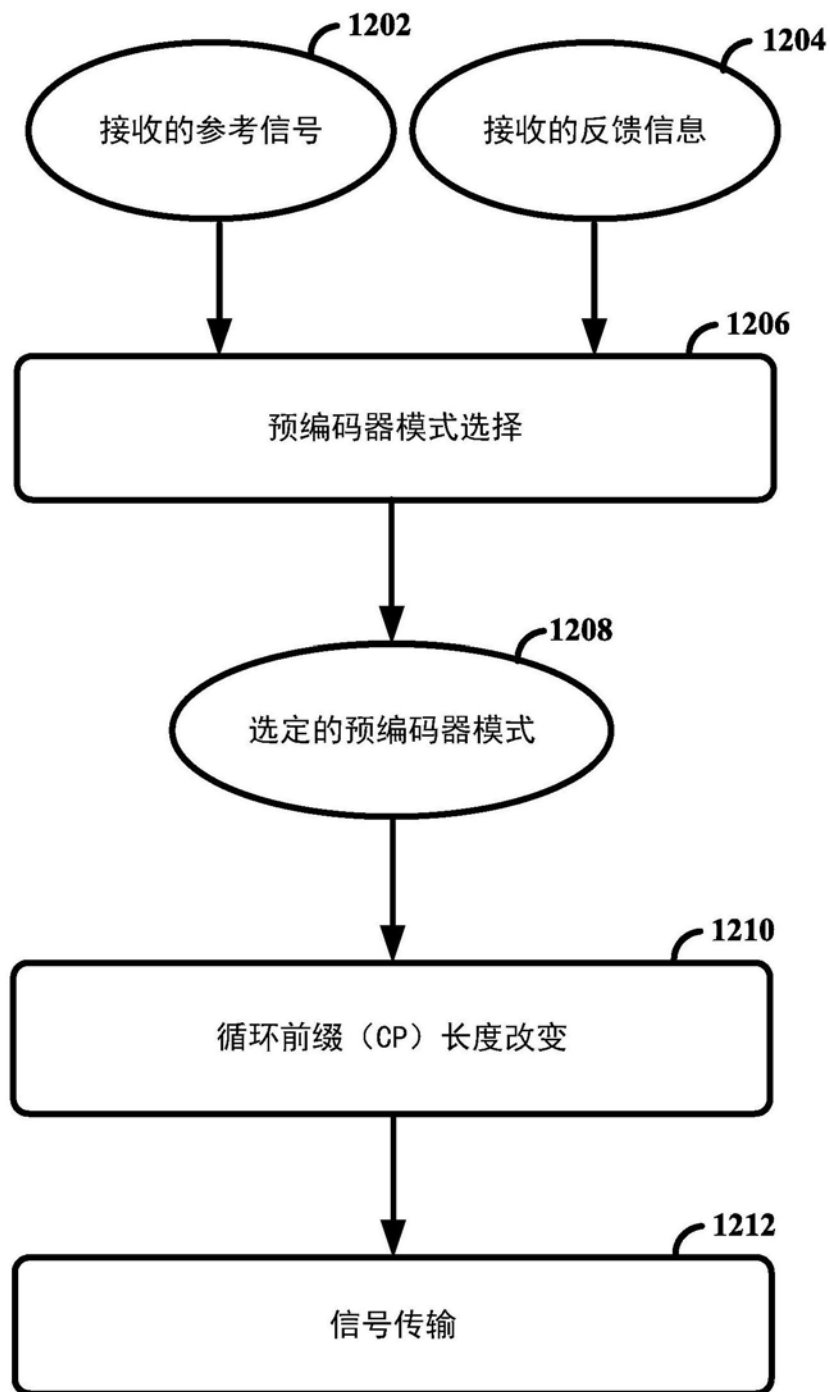 1202
1204
接收的参考信号
接收的反馈信息
1206
预编码器模式选择
1208
选定的预编码器模式
1210
循环前缀（CP）长度改变
1212
信号传输